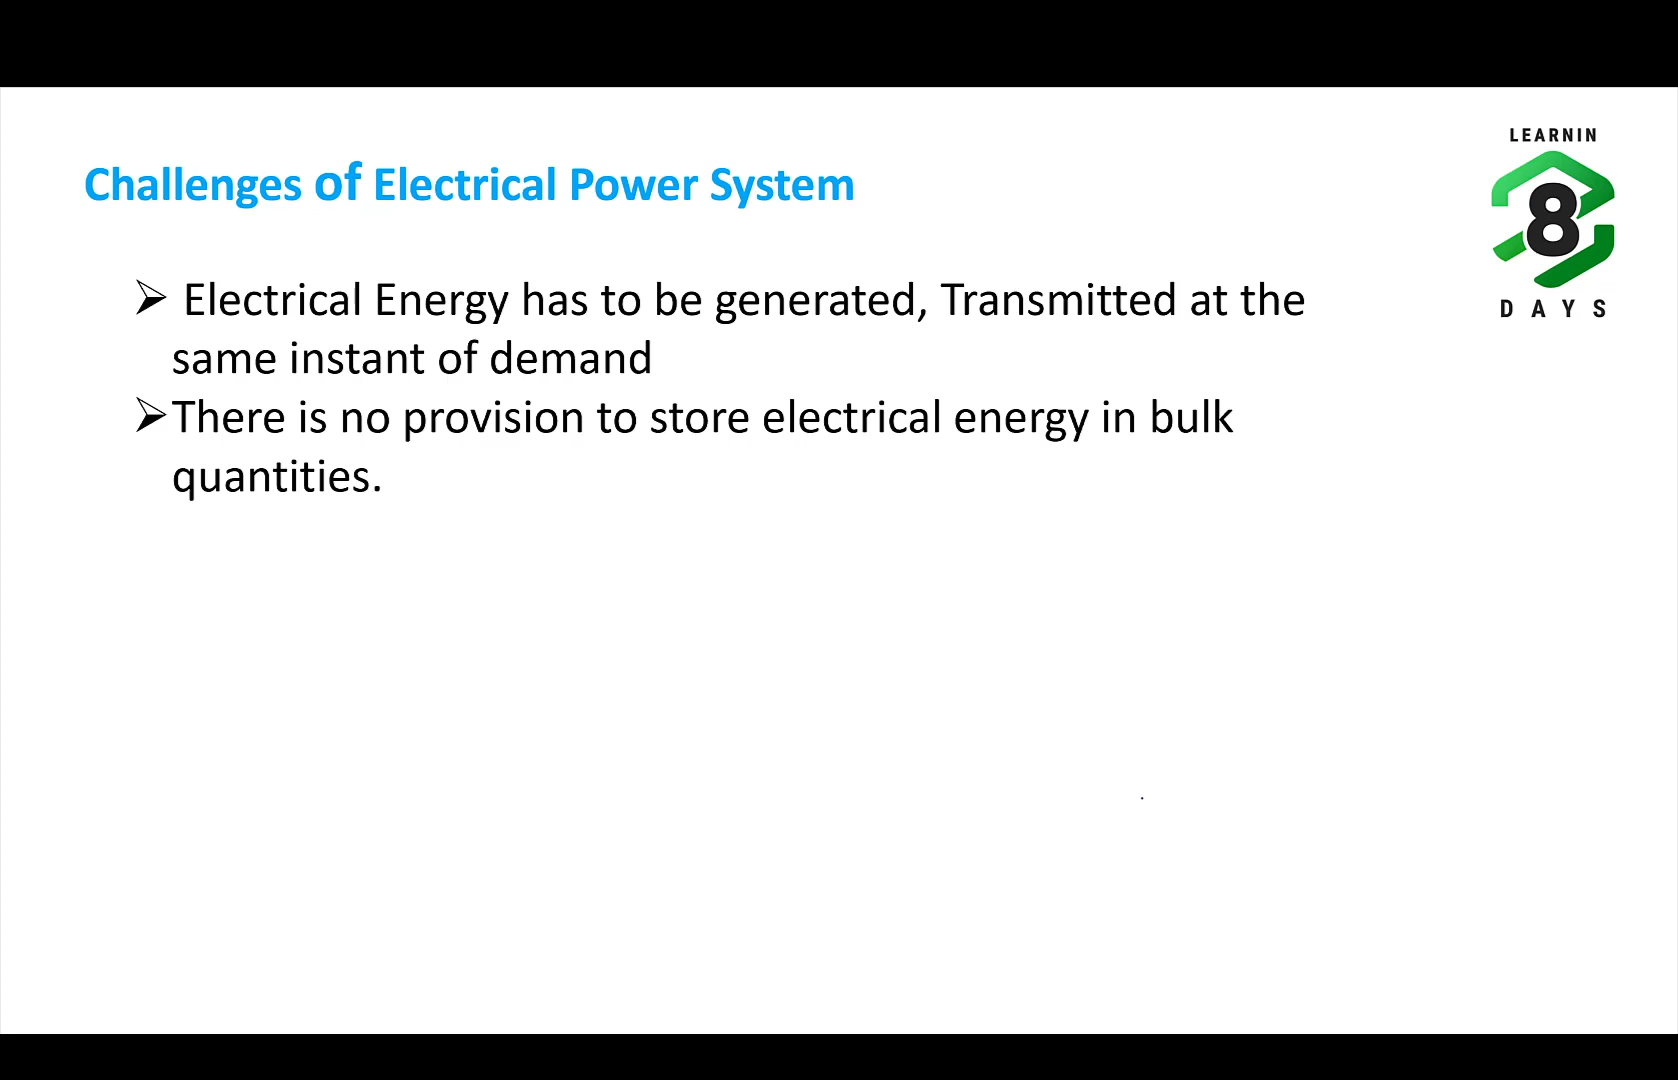 LEARNIN
8
DAYS
Challenges of Electrical Power System
➢ Electrical Energy has to be generated, Transmitted at the
same instant of demand
➢There is no provision to store electrical energy in bulk
quantities.